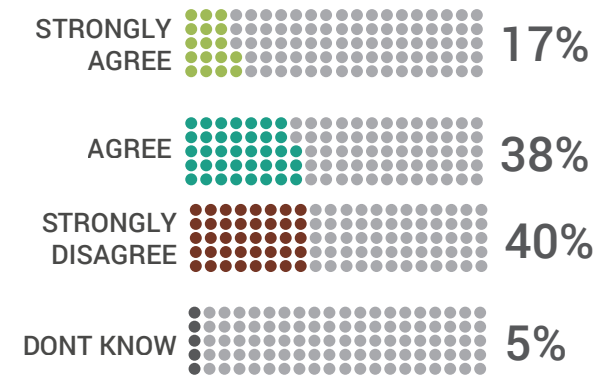 STRONGLY
AGREE
17%
AGREE
38%
STRONGLY
DISAGREE
40%
DONT KNOW
5%